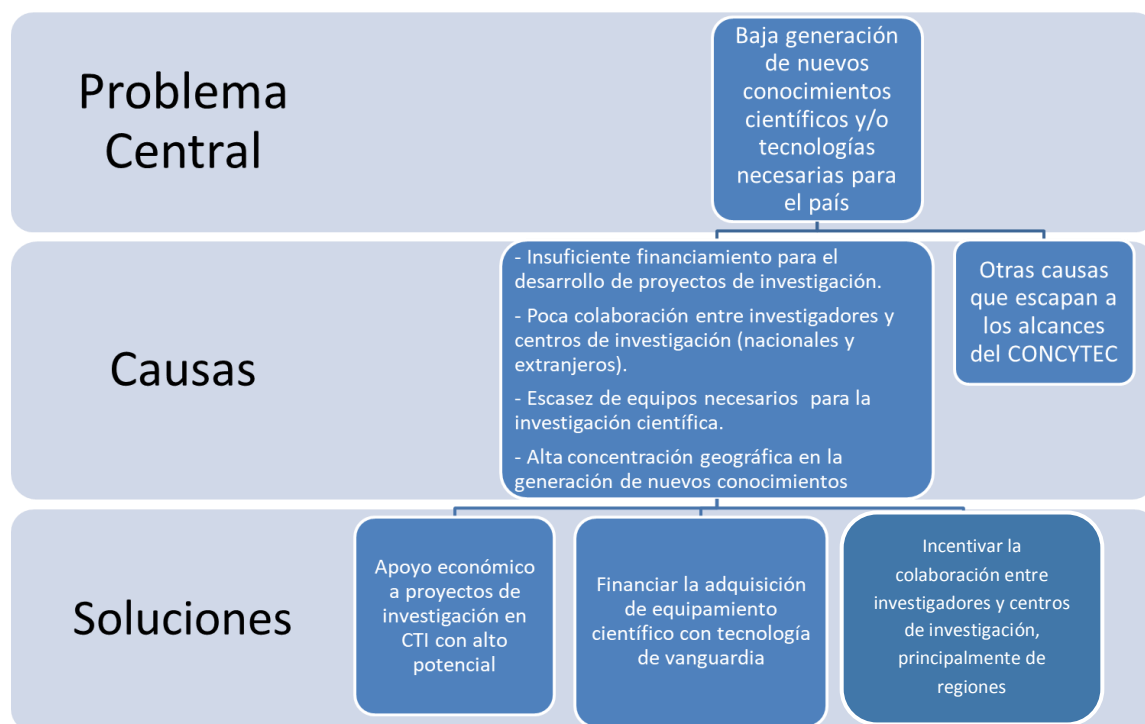 Problema
Central
Baja generación
de nuevos
conocimientos
científicos y/o
tecnologías
necesarias para
el país
Causas
- Insuficiente financiamiento para el
desarrollo de proyectos de investigación.
- Poca colaboración entre investigadores y
centros de investigación (nacionales y
extranjeros).
- Escasez de equipos necesarios para la
investigación científica.
- Alta concentración geográfica en la
generación de nuevos conocimientos
Otras causas
que escapan a
los alcances
del CONCYTEC
Soluciones
Apoyo económico
a proyectos de
investigación en
CTI con alto
potencial
Financiar la adquisición
de equipamiento
científico con tecnología
de vanguardia
Incentivar la
colaboración entre
investigadores y centros
de investigación,
principalmente de
regiones